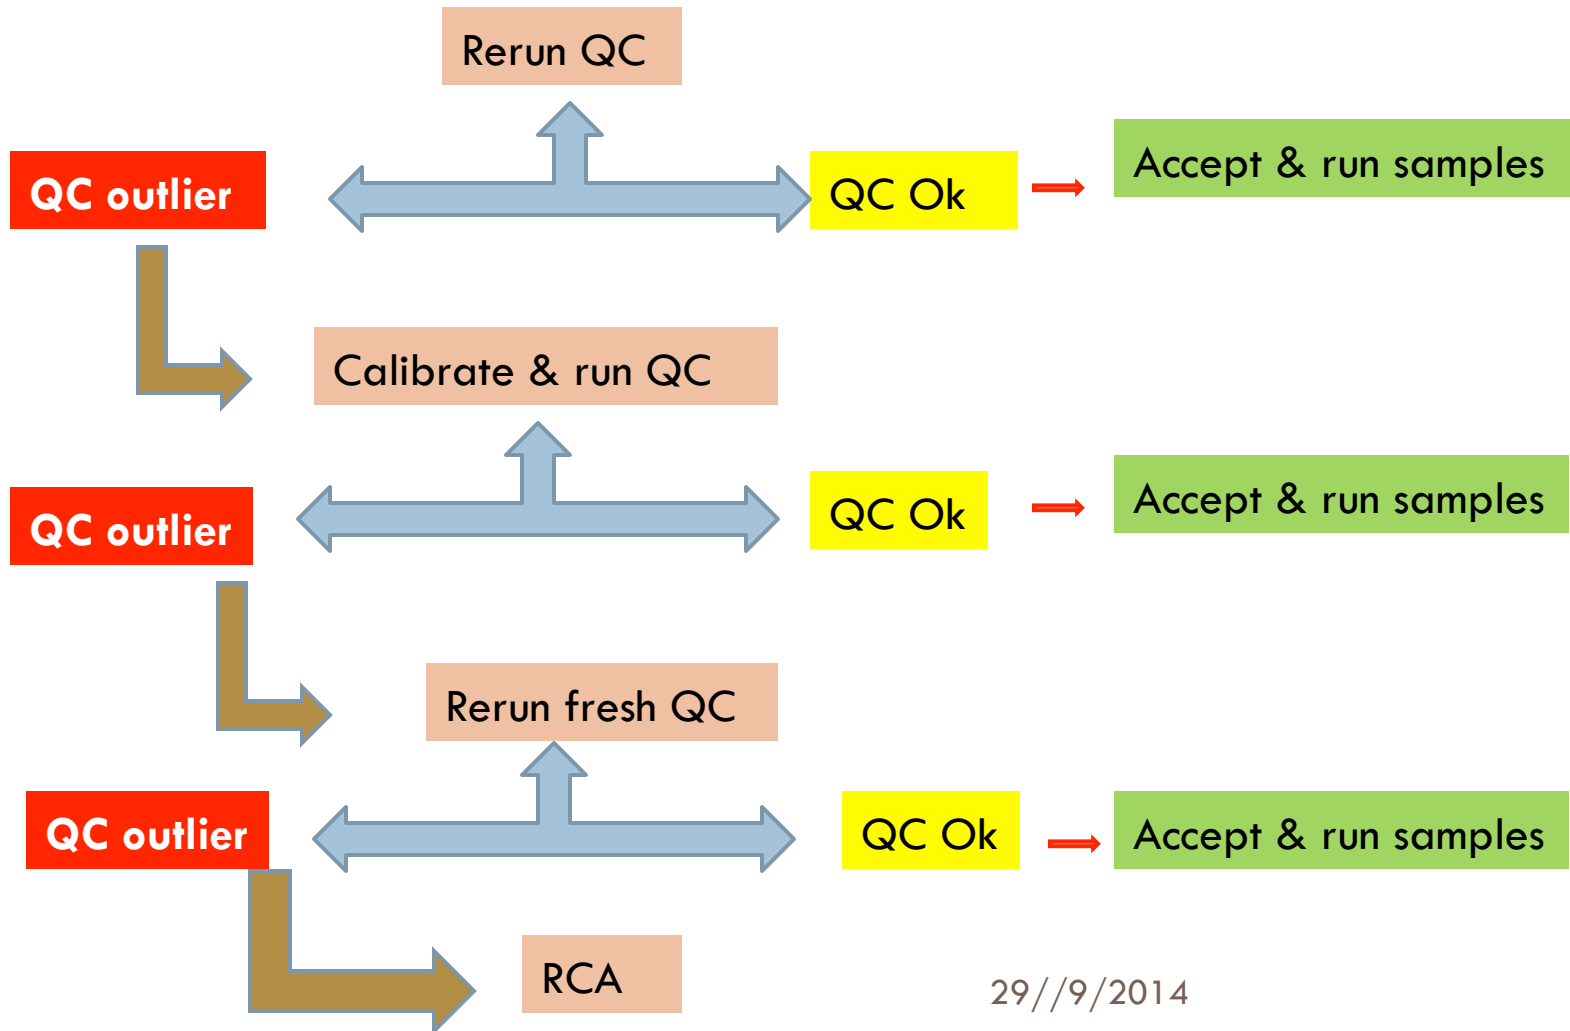 Rerun QC
QC outlier
QC Ok
Accept & run samples
Calibrate & run QC
QC outlier
QC Ok
Accept & run samples
Rerun fresh QC
QC outlier
QC Ok
Accept & run samples
RCA
29//9/2014